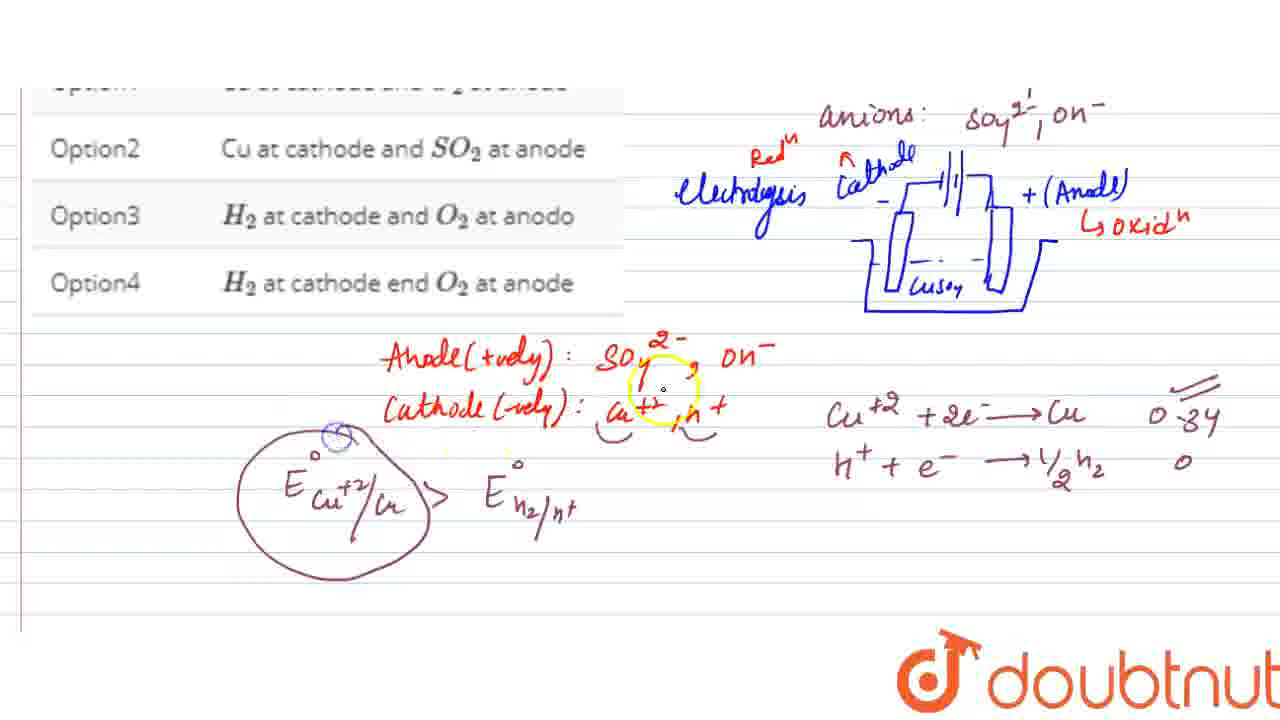 anions: SO4 2-, OH-
Option2 Cu at cathode and SO2 at anode
Redn
electrolysis Cathode
- + (Anode)
↳ oxidn
Option3 H2 at cathode and O2 at anodo
Option4 H2 at cathode end O2 at anode
CuSO4
Anode(+vely) : SO4 2-, OH-
Cathode(-vely) : Cu+2, H+
Cu+2 + 2e- ⟶ Cu 0.34
H+ + e- ⟶ 1/2 H2 0
E° Cu+2/Cu > E° H2/H+
doubtnut